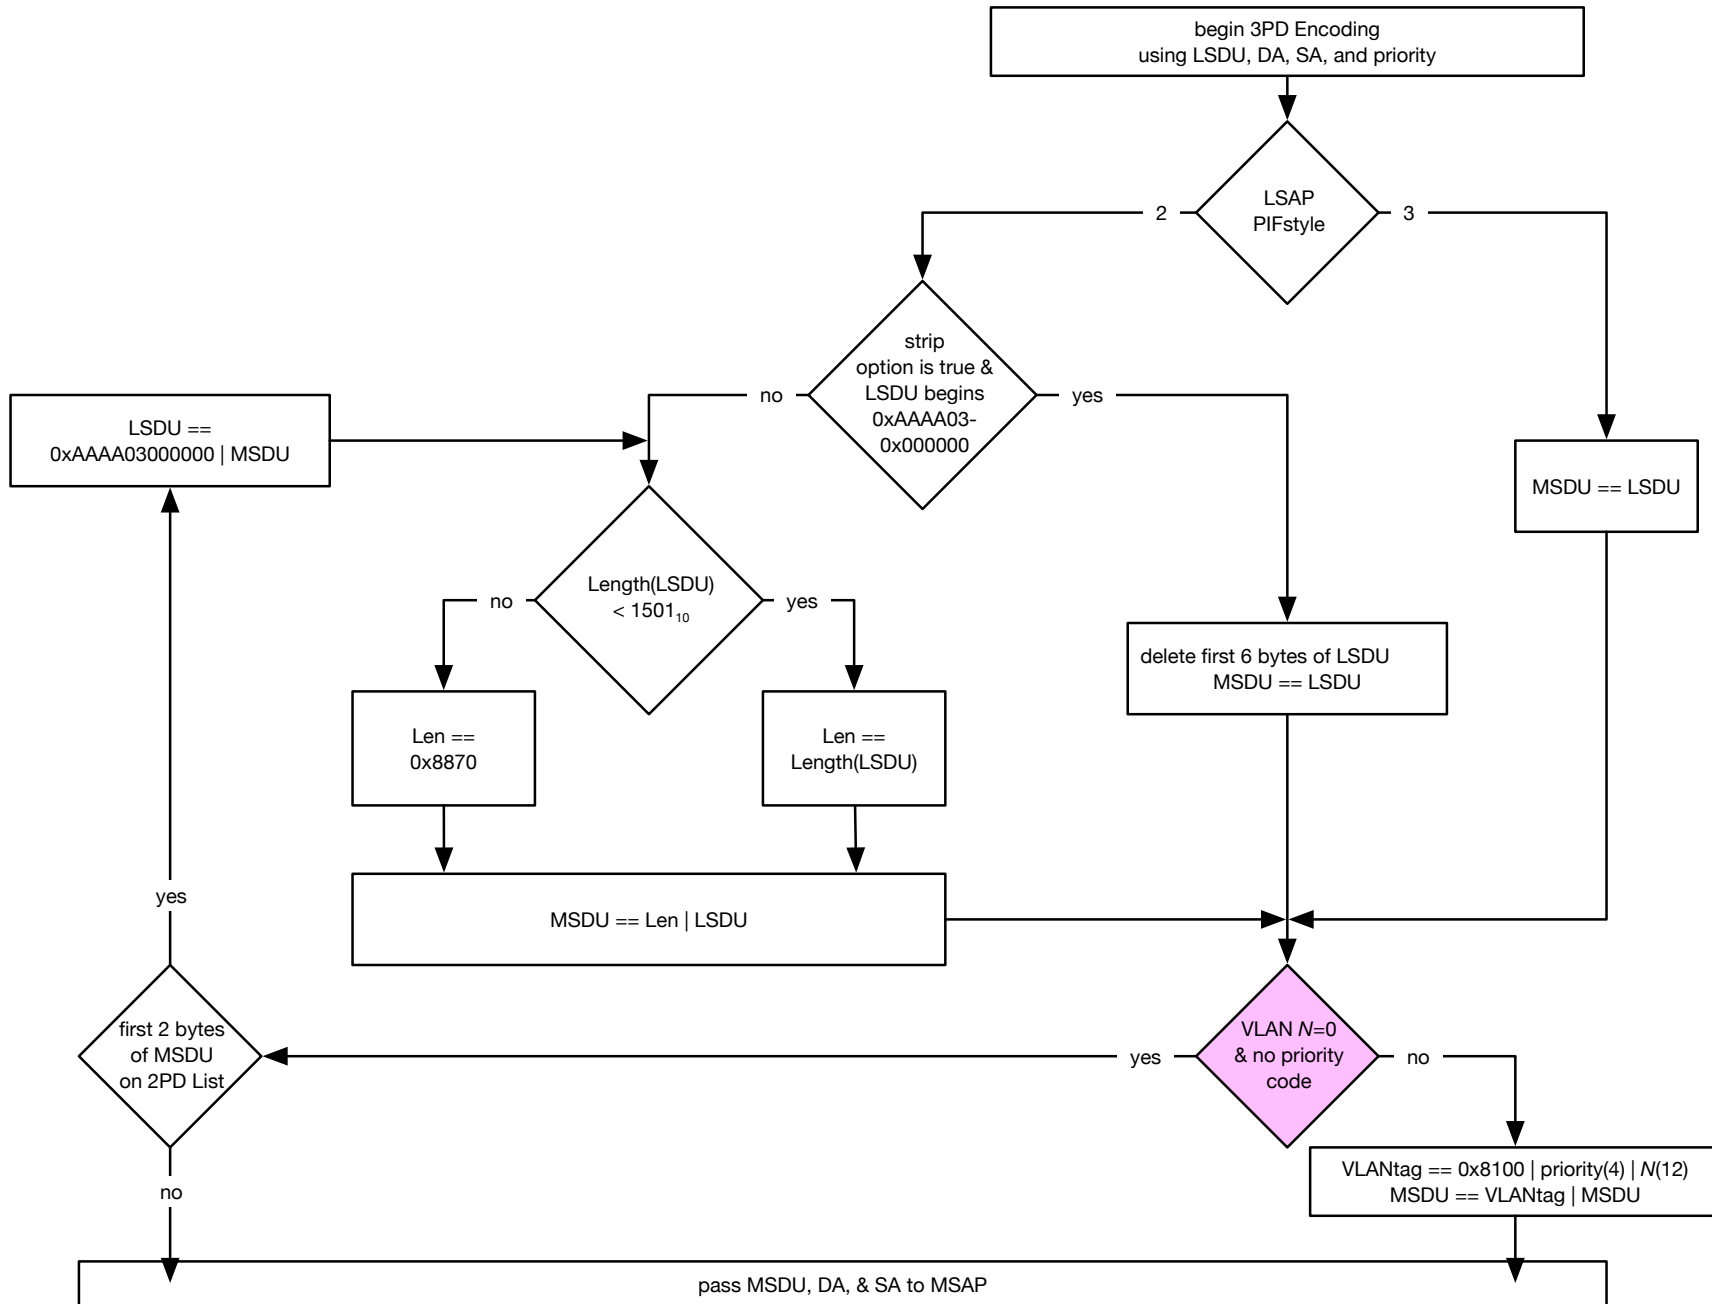 begin 3PD Encoding
using LSDU, DA, SA, and priority
LSAP
PIFstyle
2
3
strip
option is true &
LSDU begins
0xAAAA03-
0x000000
no
yes
LSDU ==
0xAAAA03000000 | MSDU
MSDU == LSDU
Length(LSDU)
< 1501₁₀
no
yes
delete first 6 bytes of LSDU
MSDU == LSDU
Len ==
0x8870
Len ==
Length(LSDU)
yes
MSDU == Len | LSDU
first 2 bytes
of MSDU
on 2PD List
yes
VLAN N=0
& no priority
code
no
VLANtag == 0x8100 | priority(4) | N(12)
MSDU == VLANtag | MSDU
no
pass MSDU, DA, & SA to MSAP